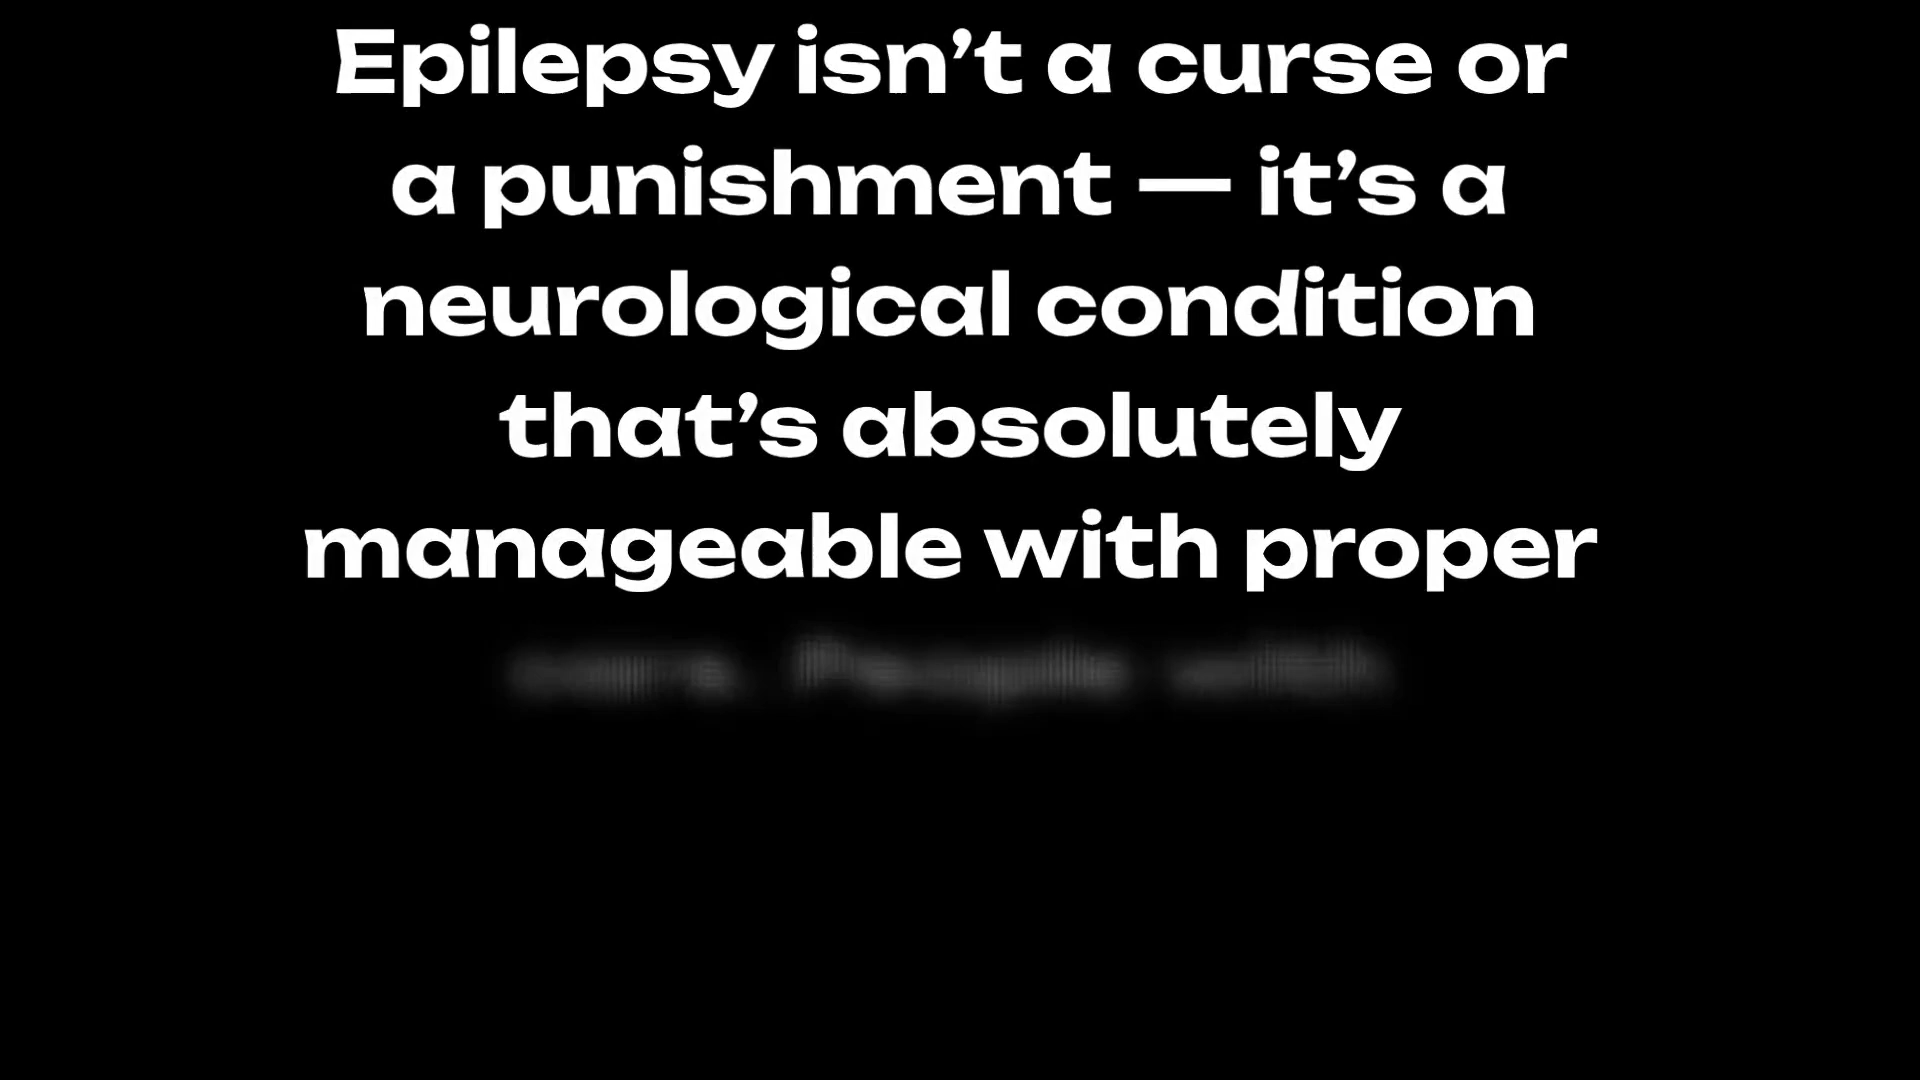 Epilepsy isn’t a curse or
a punishment — it’s a
neurological condition
that’s absolutely
manageable with proper